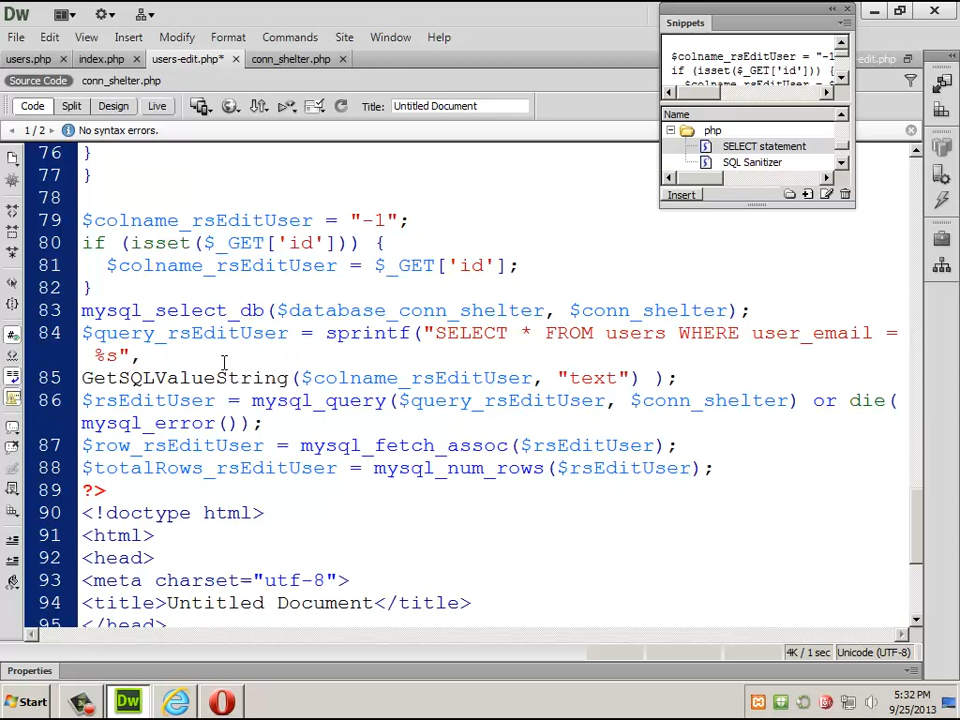 Dw
File Edit View Insert Modify Format Commands Site Window Help
users.php × index.php × users-edit.php* × conn_shelter.php ×
Source Code conn_shelter.php
Code Split Design Live Title: Untitled Document
1 / 2 No syntax errors.
76 }
77 }
78
79 $colname_rsEditUser = "-1";
80 if (isset($_GET['id'])) {
81 $colname_rsEditUser = $_GET['id'];
82 }
83 mysql_select_db($database_conn_shelter, $conn_shelter);
84 $query_rsEditUser = sprintf("SELECT * FROM users WHERE user_email =
%s",
85 GetSQLValueString($colname_rsEditUser, "text") );
86 $rsEditUser = mysql_query($query_rsEditUser, $conn_shelter) or die(
mysql_error());
87 $row_rsEditUser = mysql_fetch_assoc($rsEditUser);
88 $totalRows_rsEditUser = mysql_num_rows($rsEditUser);
89 ?>
90 <!doctype html>
91 <html>
92 <head>
93 <meta charset="utf-8">
94 <title>Untitled Document</title>
95 </head>
Snippets
$colname_rsEditUser = "-1
if (isset($_GET['id'])) {
Name
php
SELECT statement
SQL Sanitizer
Insert
-edit.php
4K / 1 sec Unicode (UTF-8)
Properties
Start Dw
5:32 PM
9/25/2013